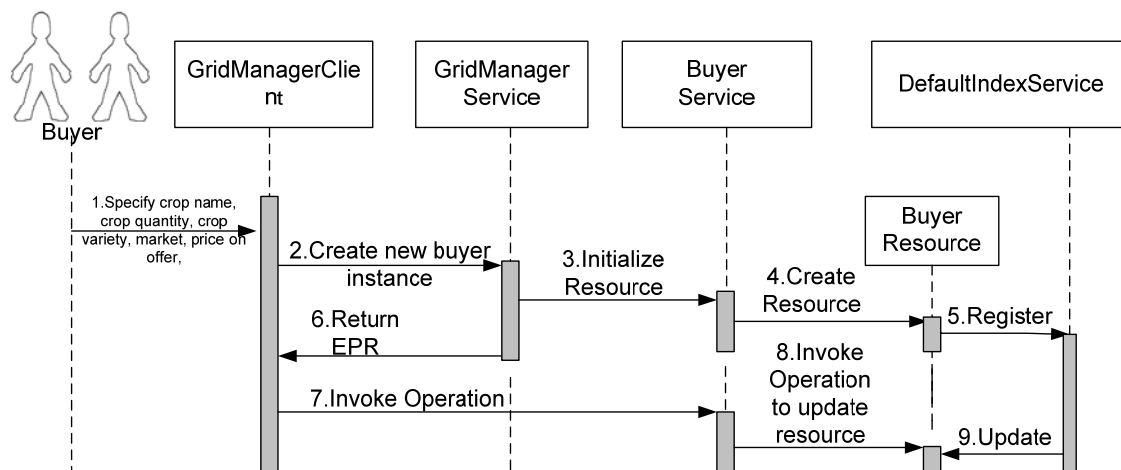 GridManagerClie
nt
GridManager
Service
Buyer
Service
DefaultIndexService
Buyer
1.Specify crop name,
crop quantity, crop
variety, market, price on
offer,
Buyer
Resource
2.Create new buyer
instance
3.Initialize
Resource
4.Create
Resource
5.Register
6.Return
EPR
7.Invoke Operation
8.Invoke
Operation
to update
resource
9.Update